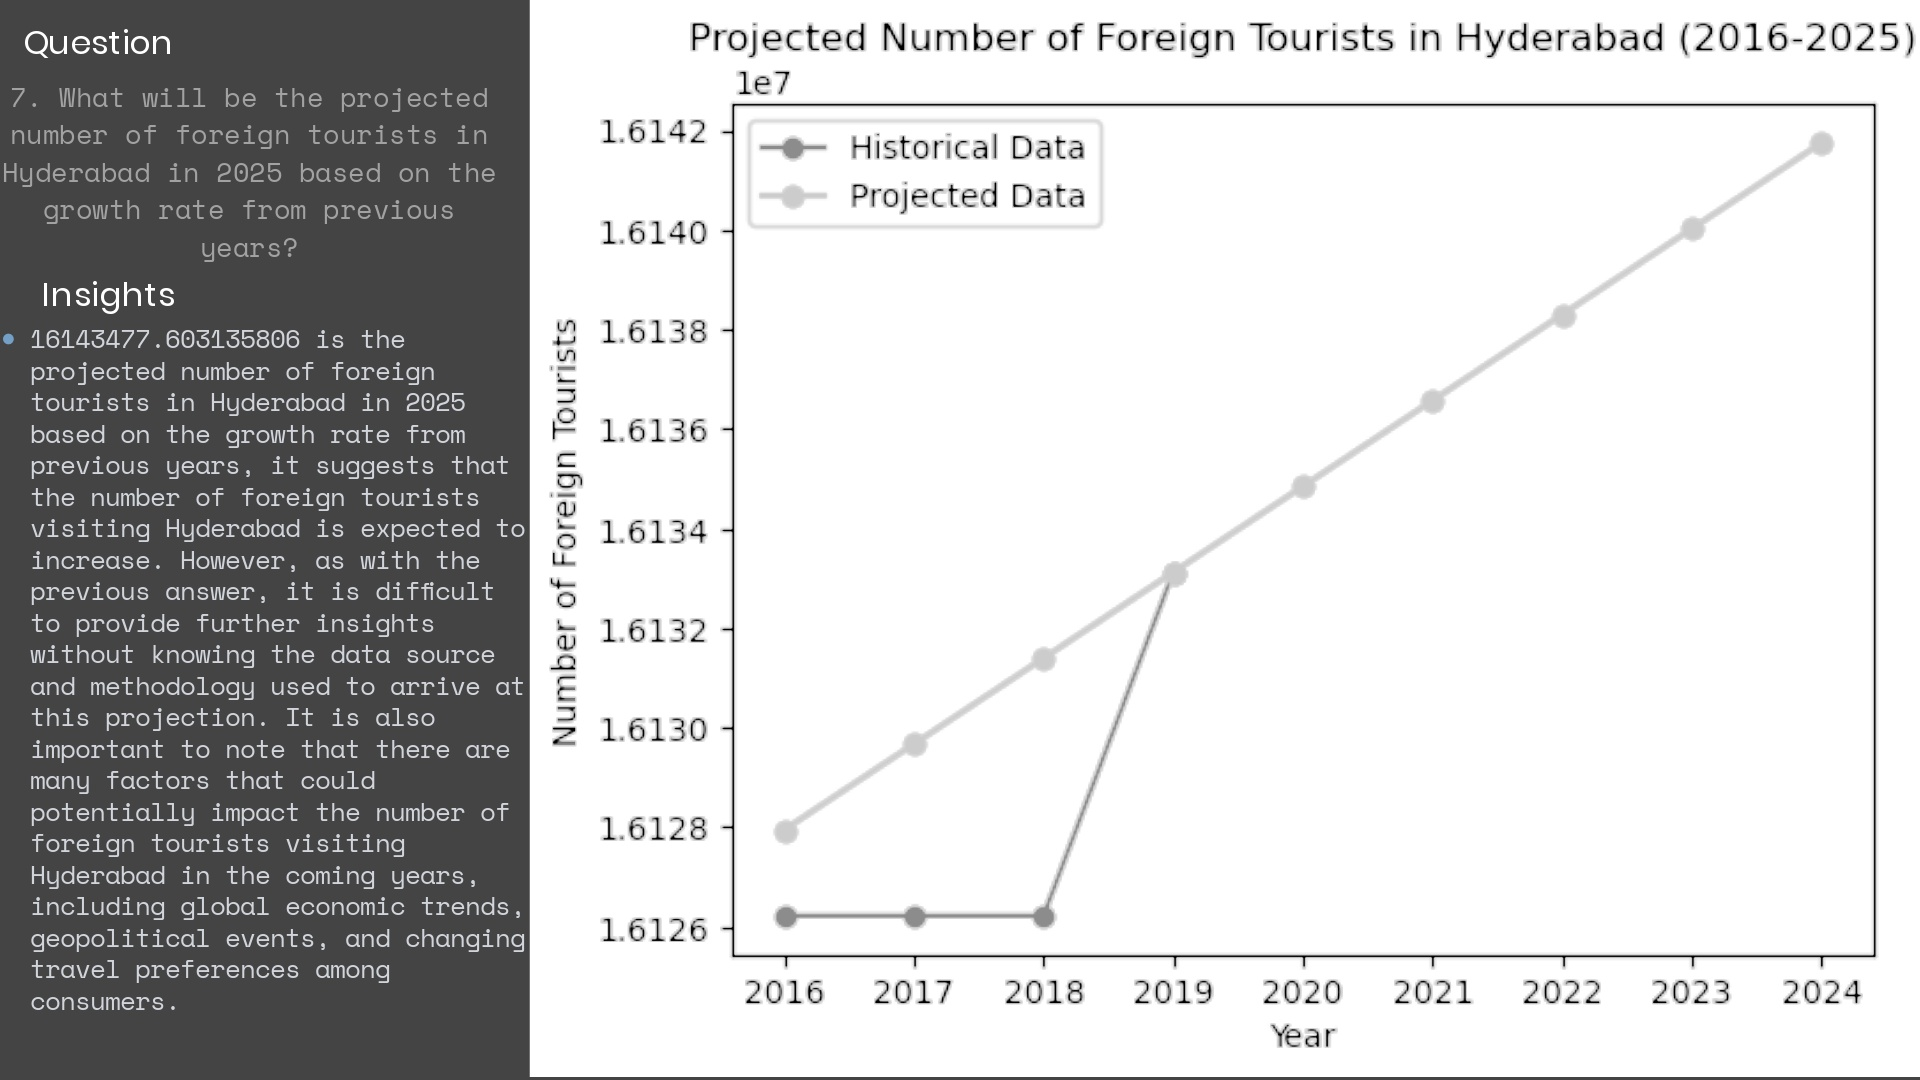 Question
7. What will be the projected
number of foreign tourists in
Hyderabad in 2025 based on the
growth rate from previous
years?
Insights
16143477.603135806 is the
projected number of foreign
tourists in Hyderabad in 2025
based on the growth rate from
previous years, it suggests that
the number of foreign tourists
visiting Hyderabad is expected to
increase. However, as with the
previous answer, it is difficult
to provide further insights
without knowing the data source
and methodology used to arrive at
this projection. It is also
important to note that there are
many factors that could
potentially impact the number of
foreign tourists visiting
Hyderabad in the coming years,
including global economic trends,
geopolitical events, and changing
travel preferences among
consumers.
Projected Number of Foreign Tourists in Hyderabad (2016-2025)
1e7
Historical Data
Projected Data
1.6142
1.6140
1.6138
1.6136
1.6134
1.6132
1.6130
1.6128
1.6126
Number of Foreign Tourists
2016 2017 2018 2019 2020 2021 2022 2023 2024
Year